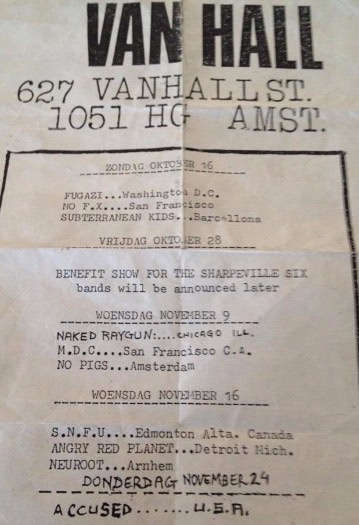 VAN HALL
627 VANHALLST.
1051 HG AMST.
ZONDAG OKTOBER 16
FUGAZI...Washington D.C.
NO F.X....San Francisco
SUBTERRANEAN KIDS...Barcellona
VRIJDAG OKTOBER 28
BENEFIT SHOW FOR THE SHARPEVILLE SIX
bands will be announced later
WOENSDAG NOVEMBER 9
NAKED RAYGUN:....CHICAGO ILL.
M.D.C....San Francisco C.A.
NO PIGS...Amsterdam
WOENSDAG NOVEMBER 16
S.N.F.U....Edmonton Alta. Canada
ANGRY RED PLANET...Detroit Mich.
NEUROOT...Arnhem
DONDERDAG NOVEMBER 24
ACCUSED.......U.S.A.